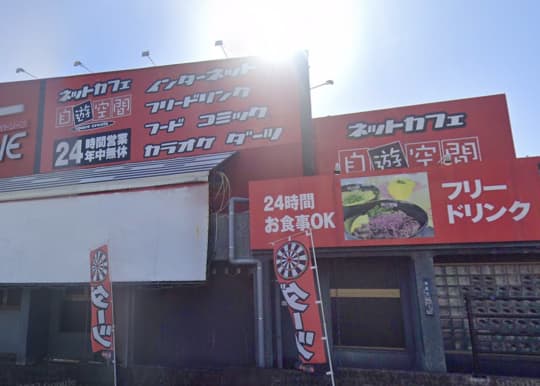 NE
ネットカフェ
自遊空間
24時間営業
年中無休
インターネット
フリードリンク
フード コミック
カラオケ ダーツ
ネットカフェ
自遊空間
24時間
お食事OK
フリー
ドリンク
ダーツ
ダーツ